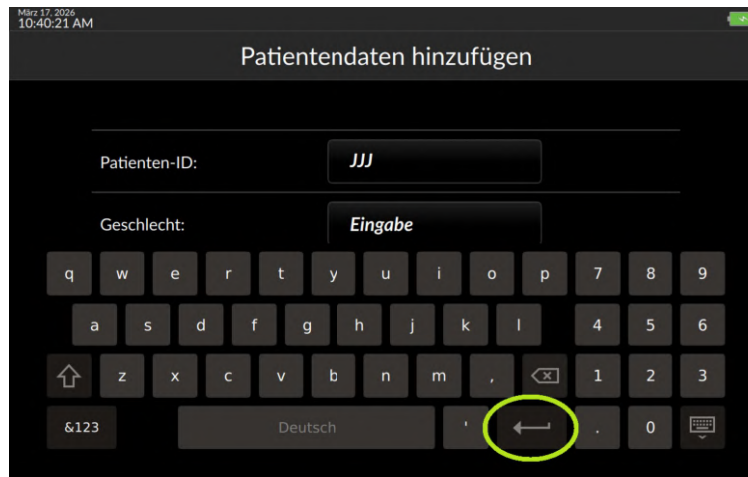 März 17, 2026
10:40:21 AM
Patientendaten hinzufügen
Patienten-ID: JJJ
Geschlecht: Eingabe
q w e r t y u i o p 7 8 9
a s d f g h j k l 4 5 6
z x c v b n m , 1 2 3
&123 Deutsch ' . 0